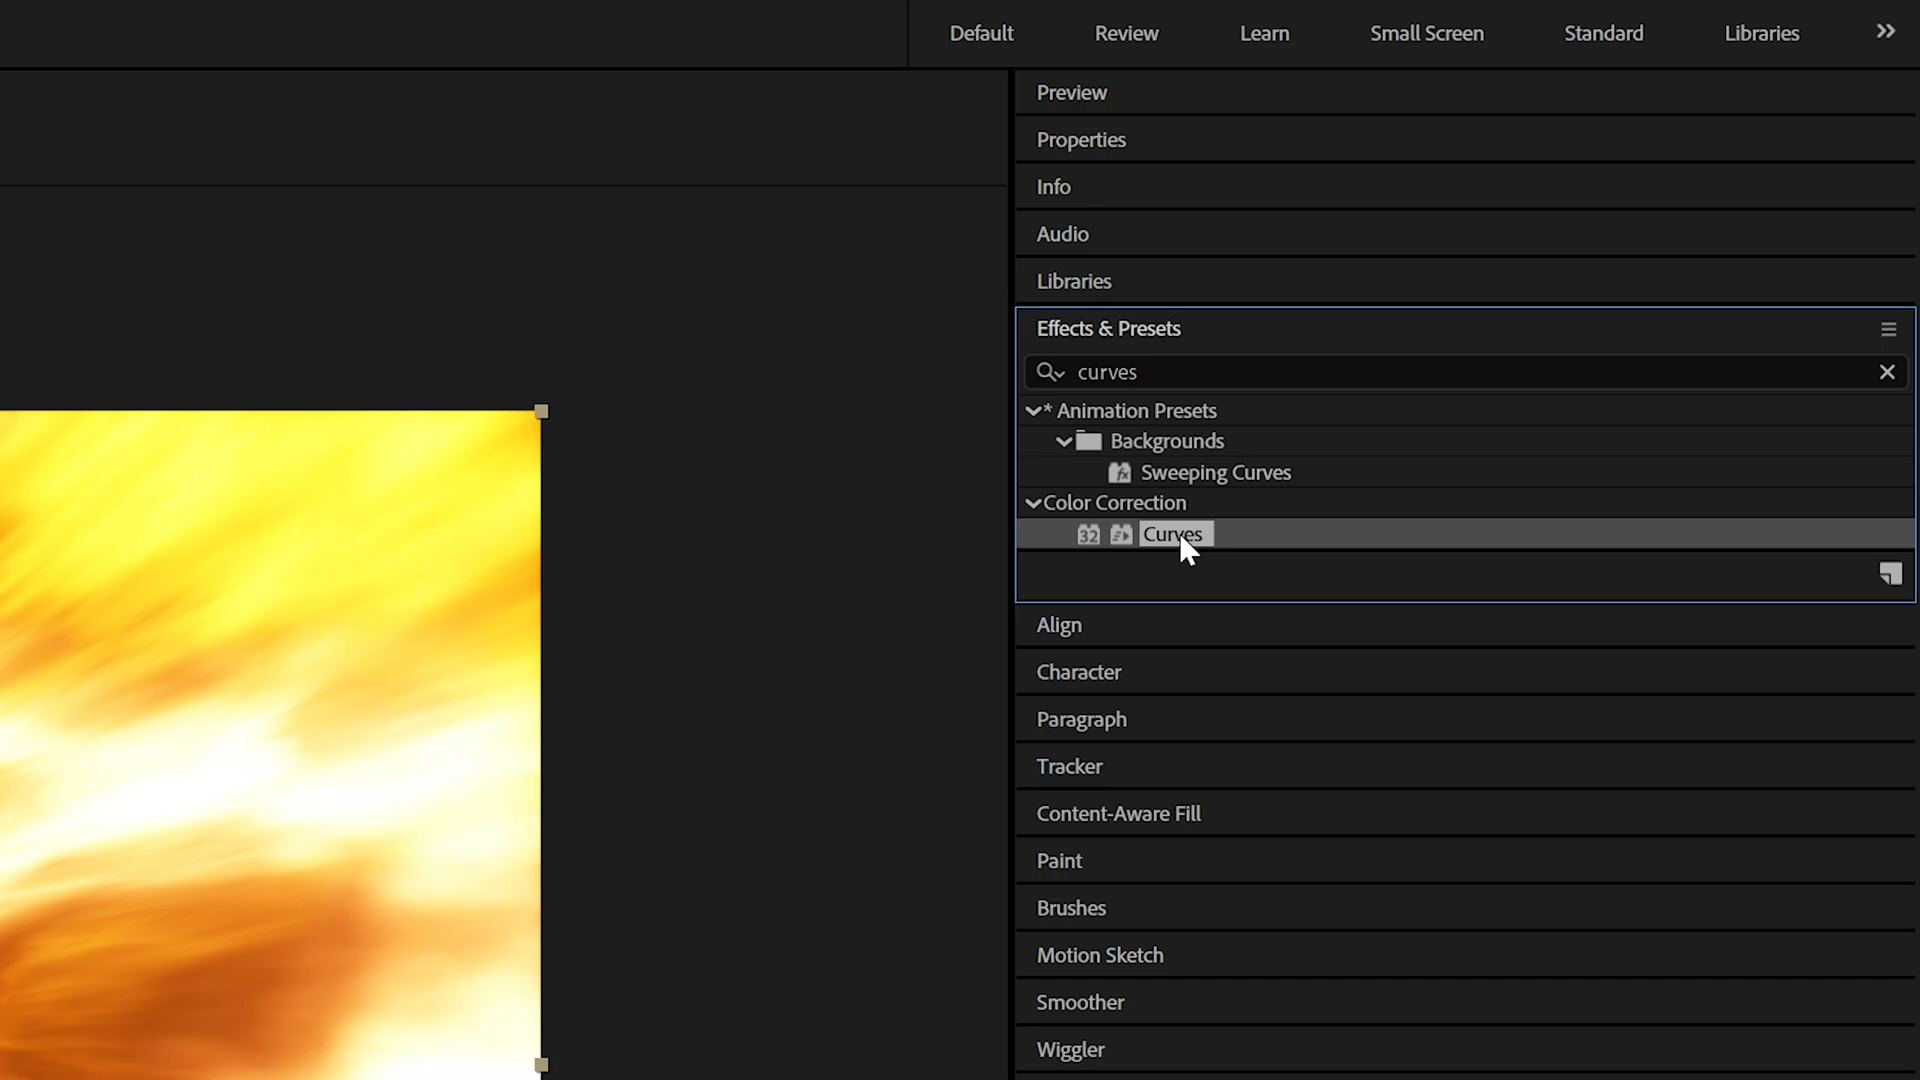 Default Review Learn Small Screen Standard Libraries
Preview
Properties
Info
Audio
Libraries
Effects & Presets
curves
* Animation Presets
Backgrounds
Sweeping Curves
Color Correction
32 Curves
Align
Character
Paragraph
Tracker
Content-Aware Fill
Paint
Brushes
Motion Sketch
Smoother
Wiggler